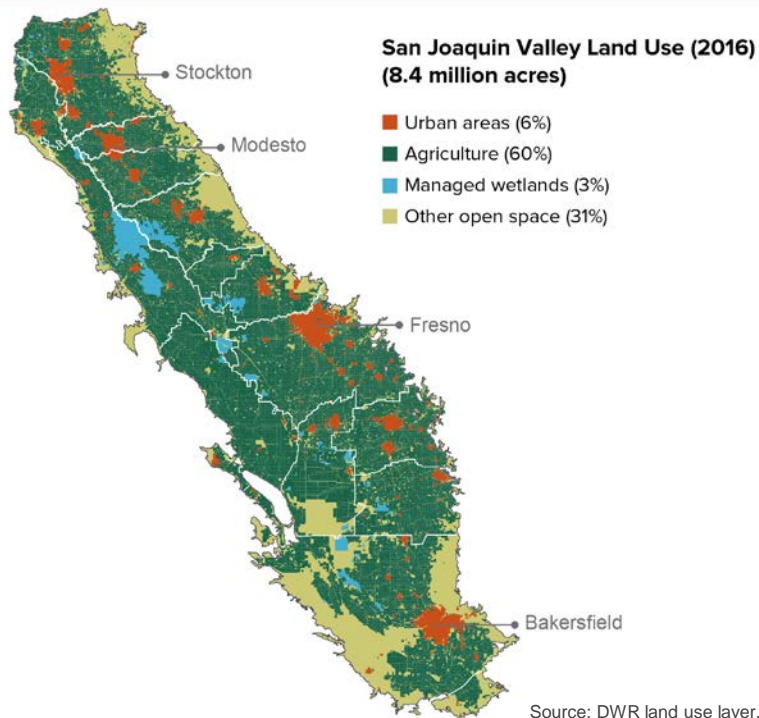 San Joaquin Valley Land Use (2016)
(8.4 million acres)
Urban areas (6%)
Agriculture (60%)
Managed wetlands (3%)
Other open space (31%)
Stockton
Modesto
Fresno
Bakersfield
Source: DWR land use layer.